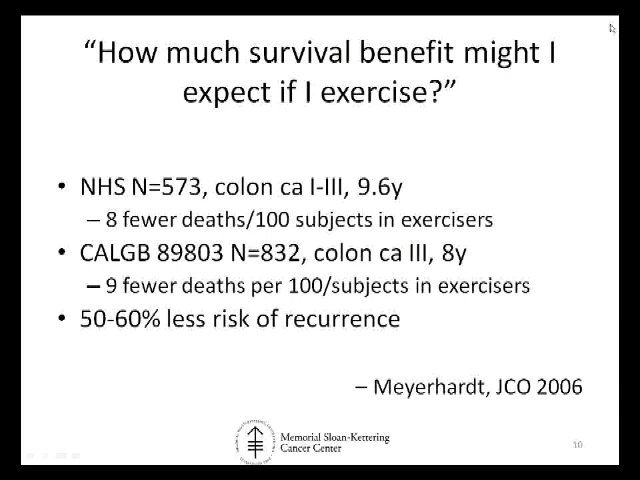 “How much survival benefit might I
expect if I exercise?”
• NHS N=573, colon ca I-III, 9.6y
– 8 fewer deaths/100 subjects in exercisers
• CALGB 89803 N=832, colon ca III, 8y
– 9 fewer deaths per 100/subjects in exercisers
• 50-60% less risk of recurrence
– Meyerhardt, JCO 2006
Memorial Sloan-Kettering
Cancer Center
10